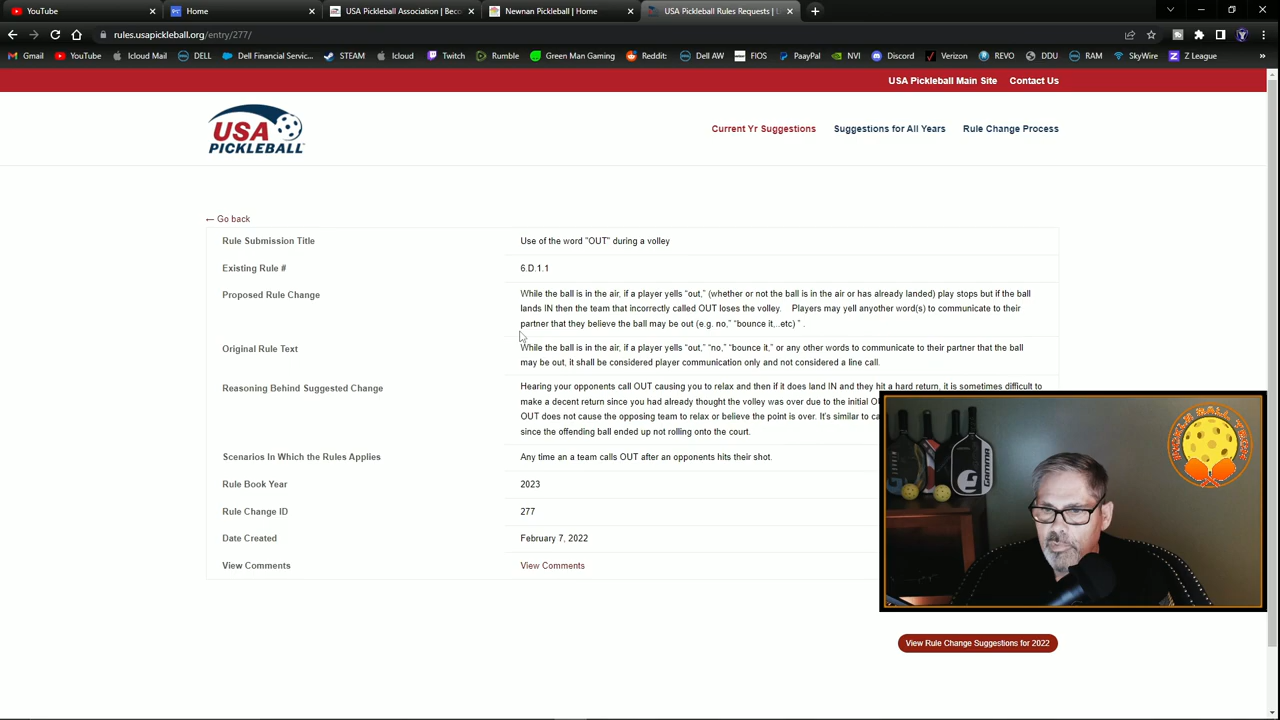 YouTube
Home
USA Pickleball Association | Bec
Newnan Pickleball | Home
USA Pickleball Rules Requests | L
rules.usapickleball.org/entry/277/
Gmail YouTube Icloud Mail DELL Dell Financial Servic... STEAM Icloud Twitch Rumble Green Man Gaming Reddit: Dell AW FIOS PaayPal NVI Discord Verizon REVO DDU RAM SkyWire Z League »
USA Pickleball Main Site Contact Us
USA
PICKLEBALL
Current Yr Suggestions Suggestions for All Years Rule Change Process
← Go back
Rule Submission Title Use of the word "OUT" during a volley
Existing Rule # 6.D.1.1
Proposed Rule Change While the ball is in the air, if a player yells “out,” (whether or not the ball is in the air or has already landed) play stops but if the ball
lands IN then the team that incorrectly called OUT loses the volley. Players may yell anyother word(s) to communicate to their
partner that they believe the ball may be out (e.g. no,” “bounce it,..etc) ” .
Original Rule Text While the ball is in the air, if a player yells “out,” “no,” “bounce it,” or any other words to communicate to their partner that the ball
may be out, it shall be considered player communication only and not considered a line call.
Reasoning Behind Suggested Change Hearing your opponents call OUT causing you to relax and then if it does land IN and they hit a hard return, it is sometimes difficult to
make a decent return since you had already thought the volley was over due to the initial
OUT does not cause the opposing team to relax or believe the point is over. It's similar to
since the offending ball ended up not rolling onto the court.
Scenarios In Which the Rules Applies Any time an a team calls OUT after an opponents hits their shot.
Rule Book Year 2023
Rule Change ID 277
Date Created February 7, 2022
View Comments View Comments
GAMMA
View Rule Change Suggestions for 2022